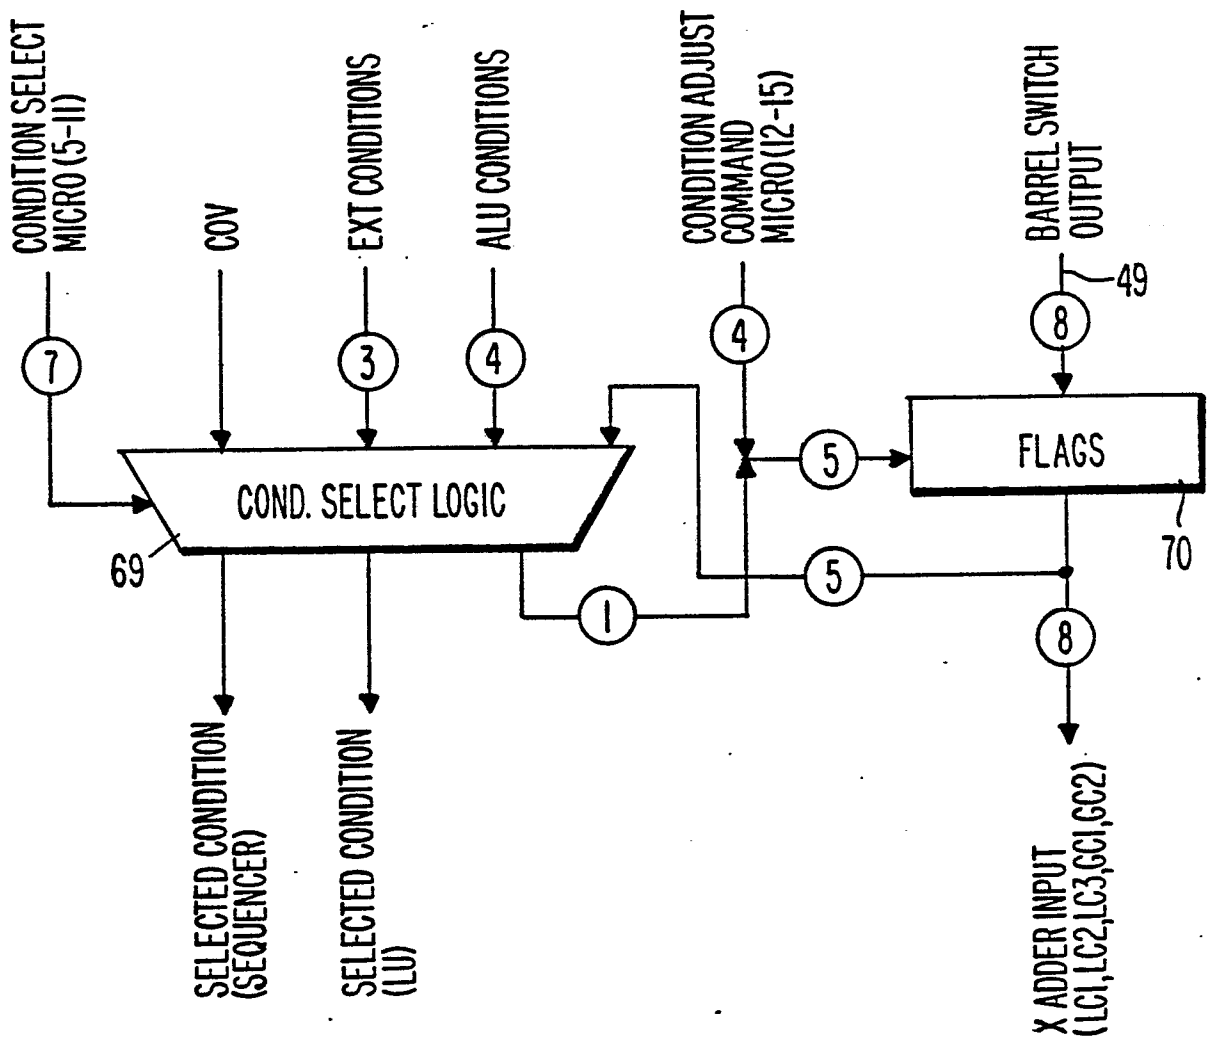 CONDITION SELECT
MICRO (5-11)
COV
EXT CONDITIONS
ALU CONDITIONS
CONDITION ADJUST
COMMAND
MICRO (12-15)
BARREL SWITCH
OUTPUT
49
7
3
4
4
8
COND. SELECT LOGIC
5
FLAGS
69
70
5
1
8
SELECTED CONDITION
(SEQUENCER)
SELECTED CONDITION
(LU)
X ADDER INPUT
(LC1, LC2, LC3, GC1, GC2)